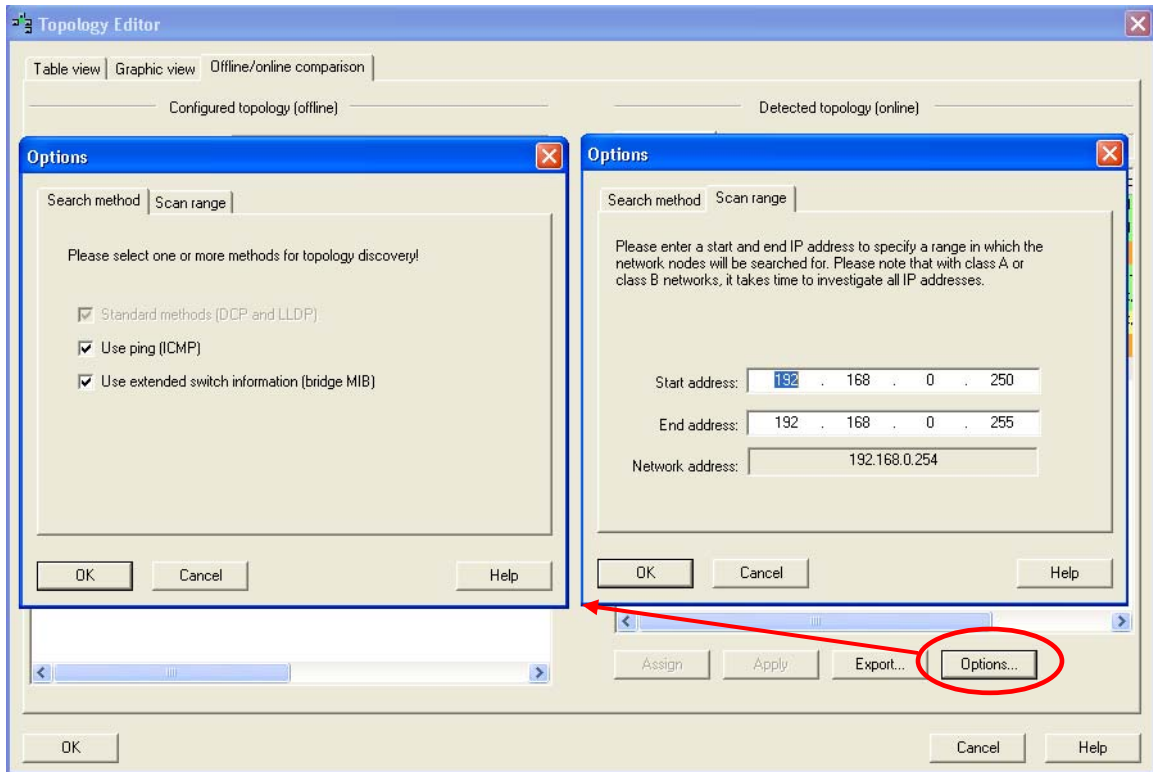 Topology Editor
Table view Graphic view Offline/online comparison
Configured topology (offline)
Detected topology (online)
Options
Search method Scan range
Please select one or more methods for topology discovery!
Standard methods (DCP and LLDP)
Use ping (ICMP)
Use extended switch information (bridge MIB)
OK Cancel Help
Options
Search method Scan range
Please enter a start and end IP address to specify a range in which the
network nodes will be searched for. Please note that with class A or
class B networks, it takes time to investigate all IP addresses.
Start address: 192 . 168 . 0 . 250
End address: 192 . 168 . 0 . 255
Network address: 192.168.0.254
OK Cancel Help
Assign Apply Export... Options...
OK Cancel Help